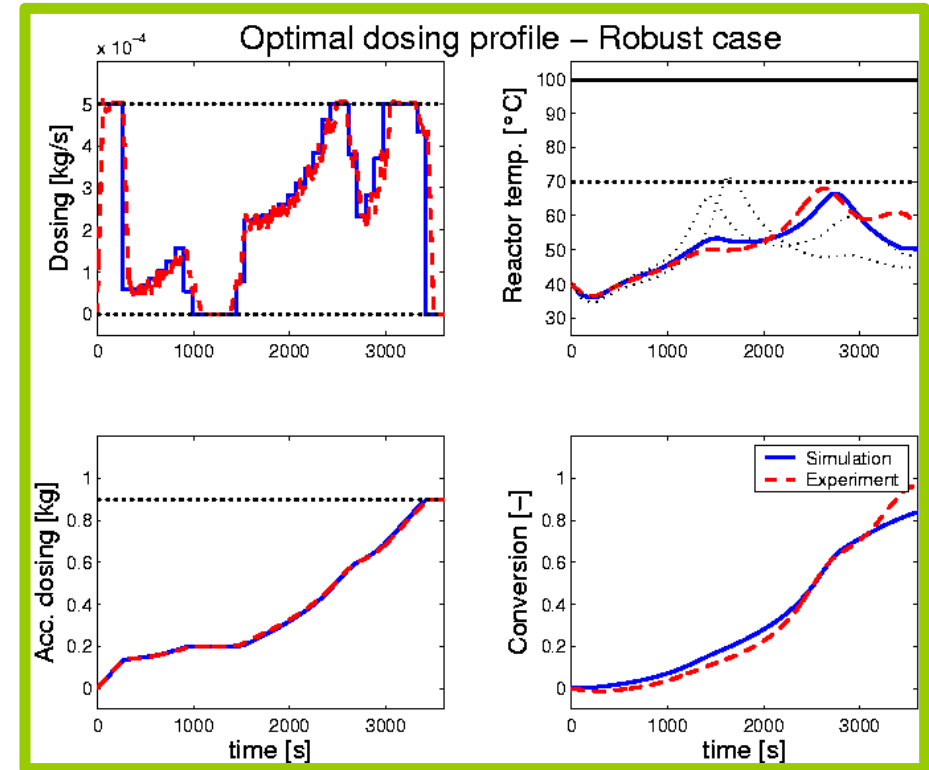 Optimal dosing profile – Robust case
x 10⁻⁴
Dosing [kg/s]
5
4
3
2
1
0
0 1000 2000 3000
Reactor temp. [°C]
100
90
80
70
60
50
40
30
0 1000 2000 3000
Acc. dosing [kg]
1
0.8
0.6
0.4
0.2
0
0 1000 2000 3000
time [s]
Conversion [–]
1
0.8
0.6
0.4
0.2
0
Simulation
Experiment
0 1000 2000 3000
time [s]